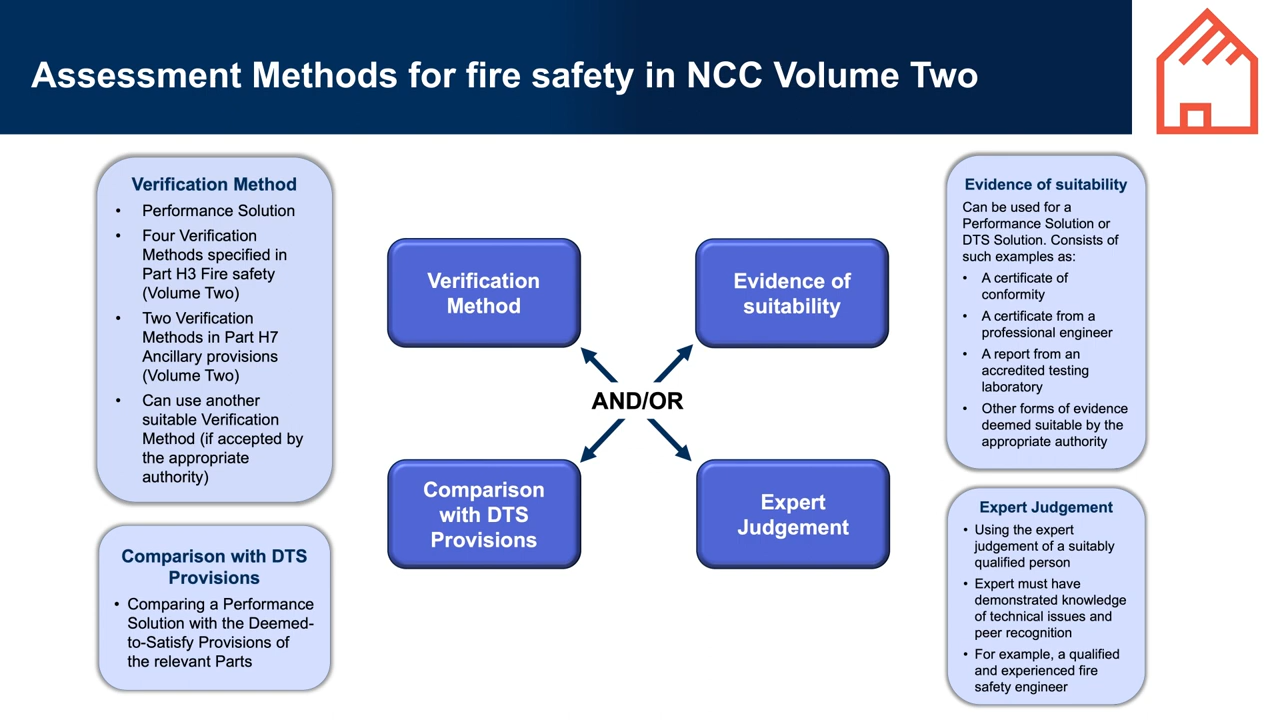 Assessment Methods for fire safety in NCC Volume Two
Verification Method
• Performance Solution
• Four Verification
Methods specified in
Part H3 Fire safety
(Volume Two)
• Two Verification
Methods in Part H7
Ancillary provisions
(Volume Two)
• Can use another
suitable Verification
Method (if accepted by
the appropriate
authority)
Comparison with DTS
Provisions
• Comparing a Performance
Solution with the Deemed-
to-Satisfy Provisions of
the relevant Parts
Verification
Method
Evidence of
suitability
AND/OR
Comparison
with DTS
Provisions
Expert
Judgement
Evidence of suitability
Can be used for a
Performance Solution or
DTS Solution. Consists of
such examples as:
• A certificate of
conformity
• A certificate from a
professional engineer
• A report from an
accredited testing
laboratory
• Other forms of evidence
deemed suitable by the
appropriate authority
Expert Judgement
• Using the expert
judgement of a suitably
qualified person
• Expert must have
demonstrated knowledge
of technical issues and
peer recognition
• For example, a qualified
and experienced fire
safety engineer